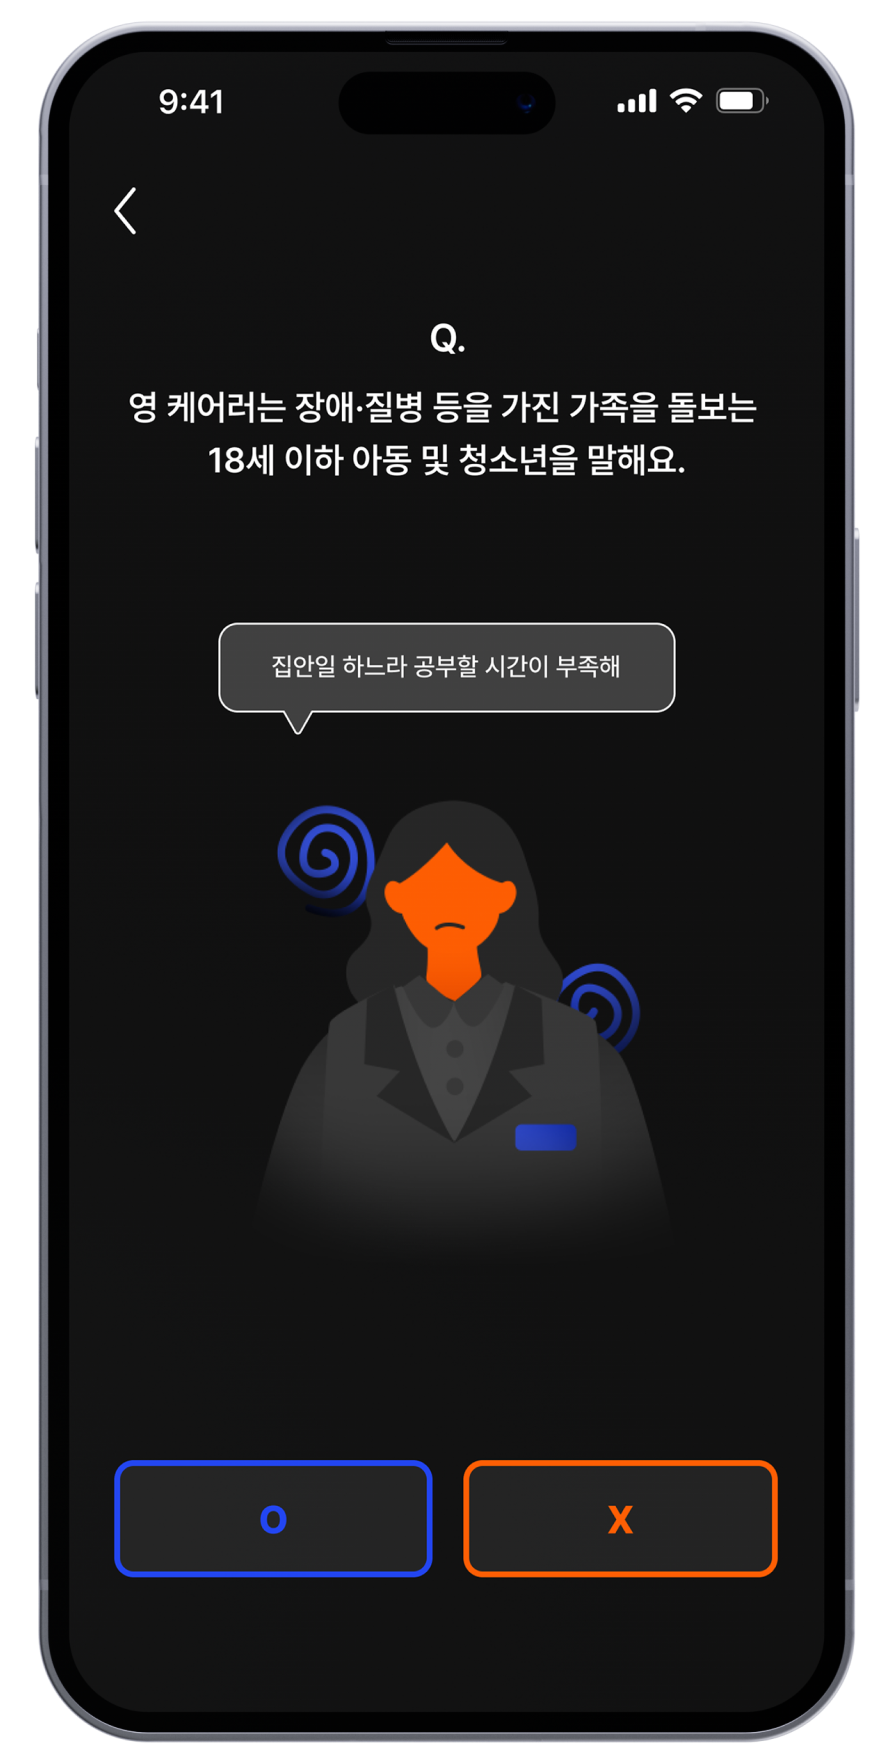 9:41
Q.
영 케어러는 장애·질병 등을 가진 가족을 돌보는
18세 이하 아동 및 청소년을 말해요.
집안일 하느라 공부할 시간이 부족해
O
X